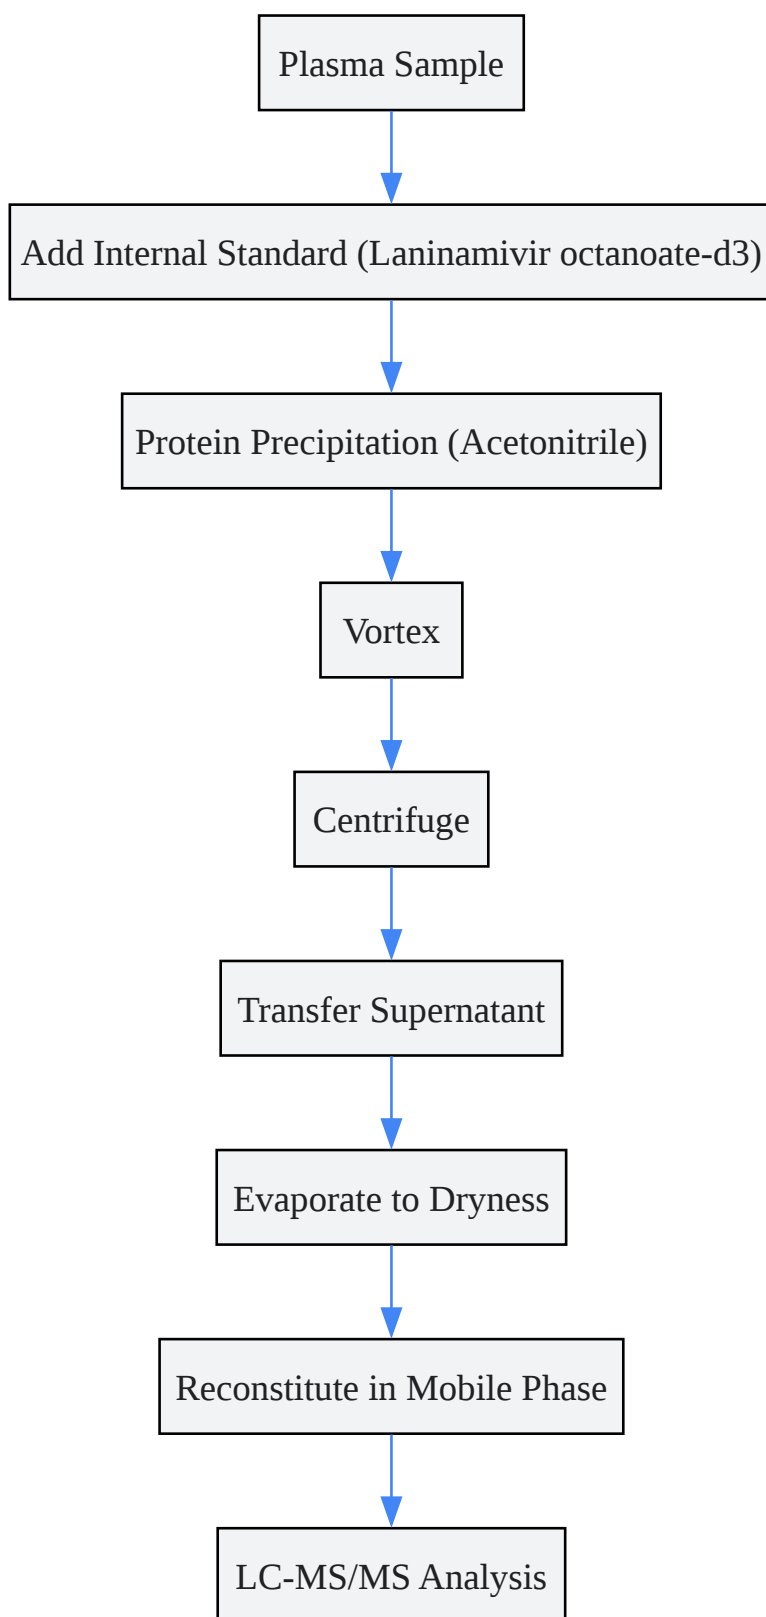 Plasma Sample
Add Internal Standard (Laninamivir octanoate-d3)
Protein Precipitation (Acetonitrile)
Vortex
Centrifuge
Transfer Supernatant
Evaporate to Dryness
Reconstitute in Mobile Phase
LC-MS/MS Analysis